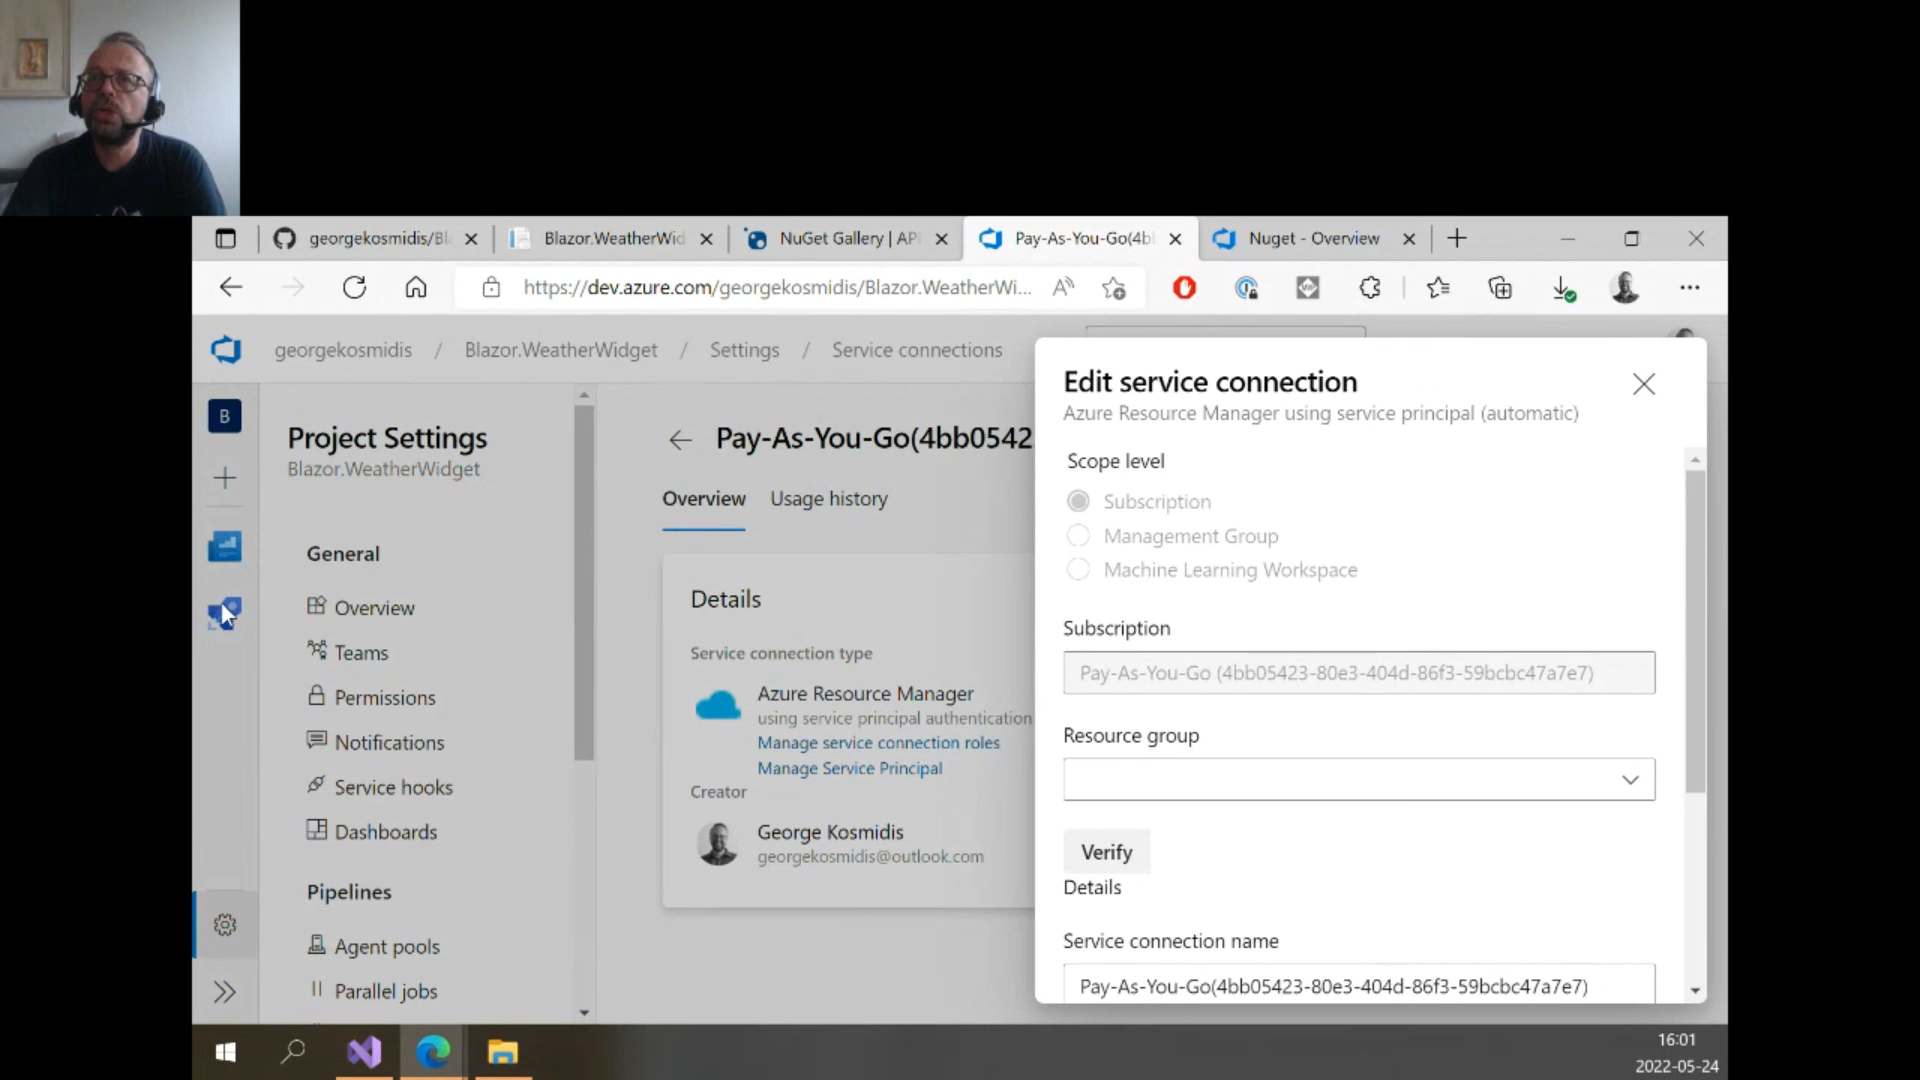 georgekosmidis/Bl
Blazor.WeatherWid
NuGet Gallery | API
Pay-As-You-Go(4b
Nuget - Overview
https://dev.azure.com/georgekosmidis/Blazor.WeatherWi...
georgekosmidis / Blazor.WeatherWidget / Settings / Service connections
B
Project Settings
Blazor.WeatherWidget
General
Overview
Teams
Permissions
Notifications
Service hooks
Dashboards
Pipelines
Agent pools
Parallel jobs
Pay-As-You-Go(4bb0542
Overview
Usage history
Details
Service connection type
Azure Resource Manager
using service principal authentication
Manage service connection roles
Manage Service Principal
Creator
George Kosmidis
georgekosmidis@outlook.com
Edit service connection
Azure Resource Manager using service principal (automatic)
Scope level
Subscription
Management Group
Machine Learning Workspace
Subscription
Pay-As-You-Go (4bb05423-80e3-404d-86f3-59bcbc47a7e7)
Resource group
Verify
Details
Service connection name
Pay-As-You-Go(4bb05423-80e3-404d-86f3-59bcbc47a7e7)
16:01
2022-05-24